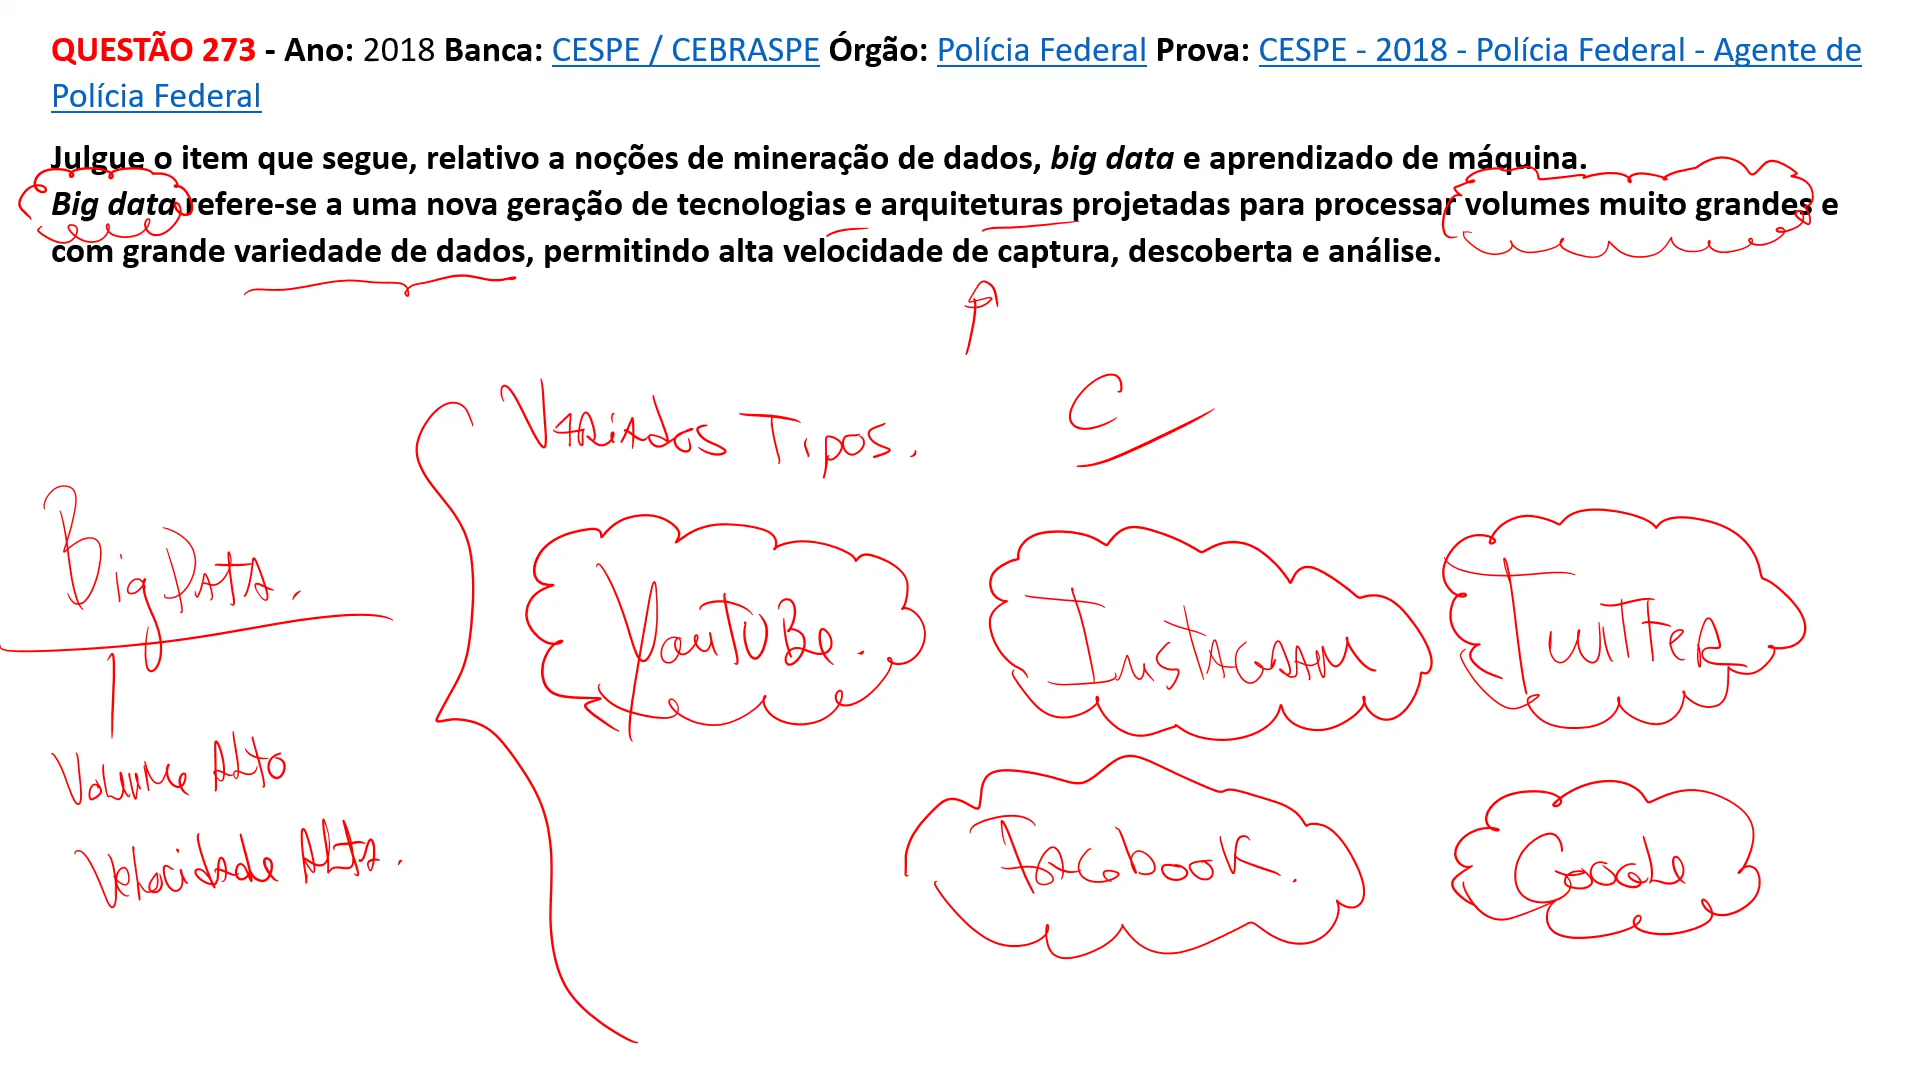 QUESTÃO 273 - Ano: 2018 Banca: CESPE / CEBRASPE Órgão: Polícia Federal Prova: CESPE - 2018 - Polícia Federal - Agente de
Polícia Federal
Julgue o item que segue, relativo a noções de mineração de dados, big data e aprendizado de máquina.
Big data refere-se a uma nova geração de tecnologias e arquiteturas projetadas para processar volumes muito grandes e
com grande variedade de dados, permitindo alta velocidade de captura, descoberta e análise.
C
Variados Tipos.
Big Data.
Youtube.
Instagram
Twitter
Volume Alto
Velocidade Alta.
Facebook.
Google